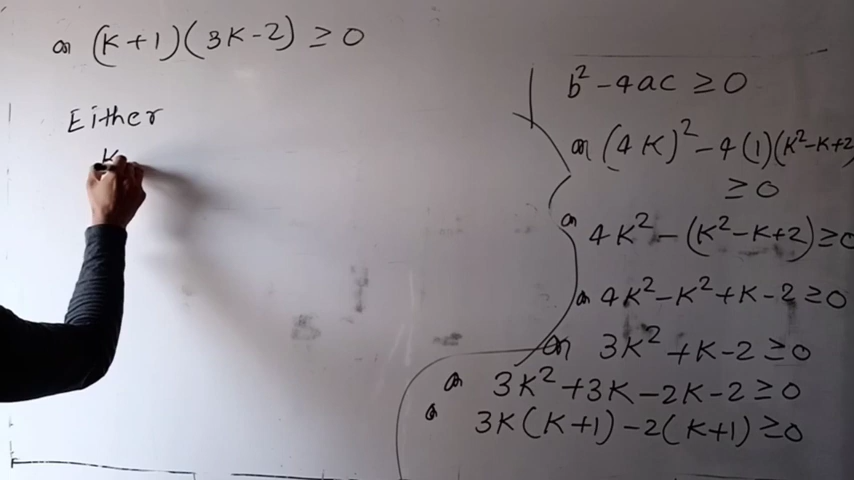 or (K+1)(3K-2) ≥ 0
Either
K
b² - 4ac ≥ 0
or (4K)² - 4(1)(K²-K+2)
≥ 0
or 4K² - (K²-K+2) ≥ 0
or 4K² - K² + K - 2 ≥ 0
or 3K² + K - 2 ≥ 0
or 3K² + 3K - 2K - 2 ≥ 0
or 3K(K+1) - 2(K+1) ≥ 0